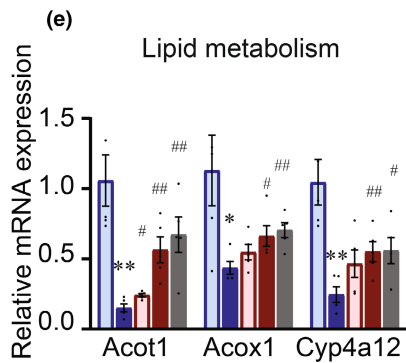 (e)
Lipid metabolism
Relative mRNA expression
1.5
1.0
0.5
0.0
** # ## ##
* # ##
** ## #
Acot1 Acox1 Cyp4a12